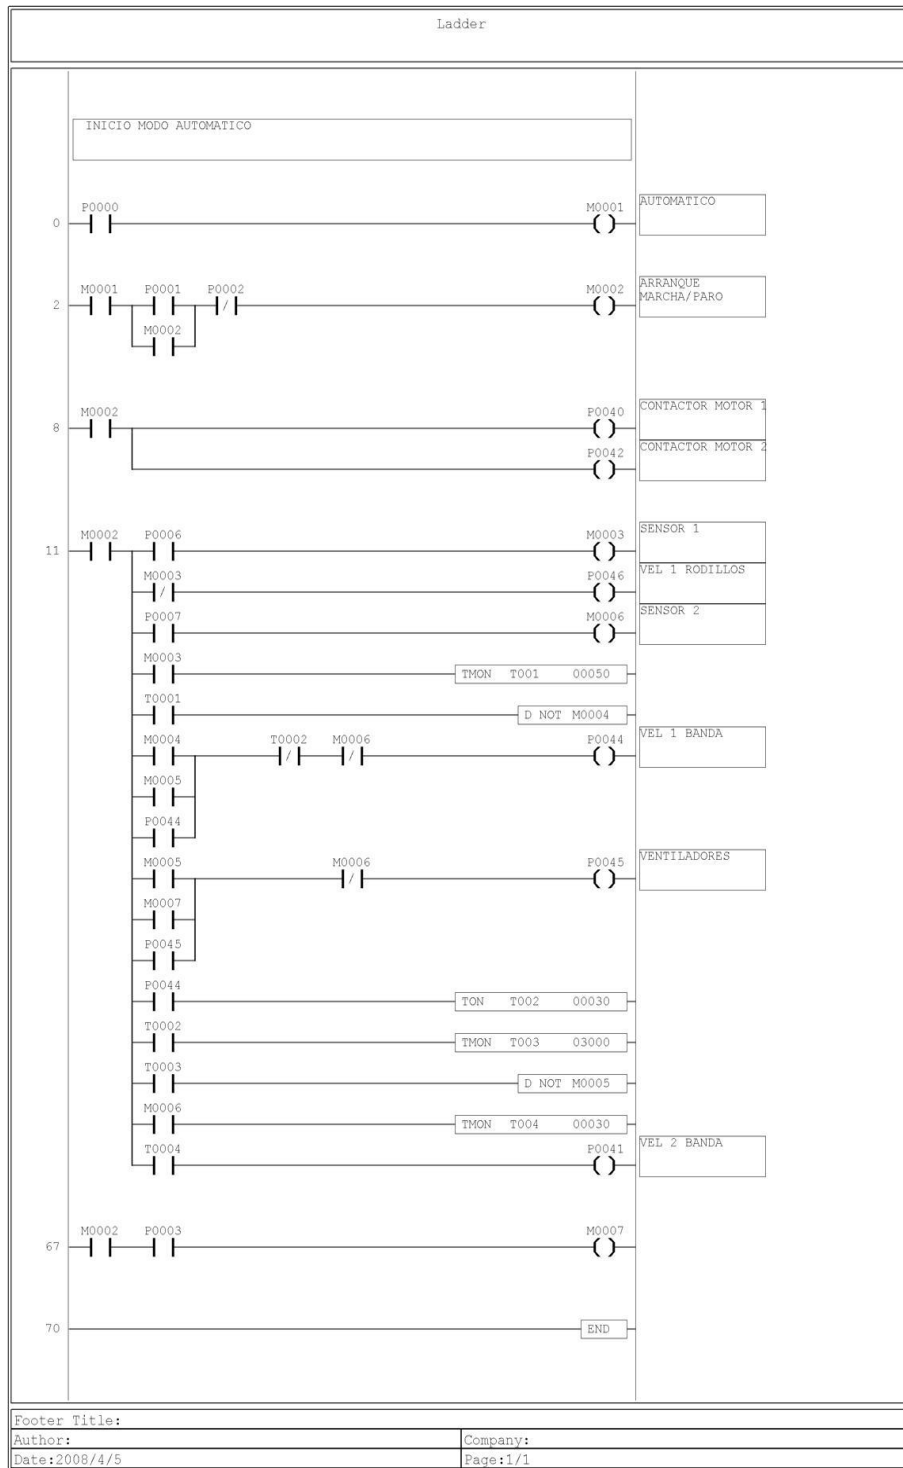 Ladder
INICIO MODO AUTOMATICO
P0000 M0001 AUTOMATICO
0
M0001 P0001 P0002 M0002 ARRANQUE
MARCHA/PARO
2
M0002
M0002 P0040 CONTACTOR MOTOR 1
8
P0042 CONTACTOR MOTOR 2
M0002 P0006 M0003 SENSOR 1
11
M0003 P0046 VEL 1 RODILLOS
P0007 M0006 SENSOR 2
M0003
TMON T001 00050
T0001
D NOT M0004
M0004 T0002 M0006 P0044 VEL 1 BANDA
M0005
P0044
M0005 M0006 P0045 VENTILADORES
M0007
P0045
P0044
TON T002 00030
T0002
TMON T003 03000
T0003
D NOT M0005
M0006
TMON T004 00030
T0004 P0041 VEL 2 BANDA
M0002 P0003 M0007
67
70 END
Footer Title:
Author: Company:
Date:2008/4/5 Page:1/1